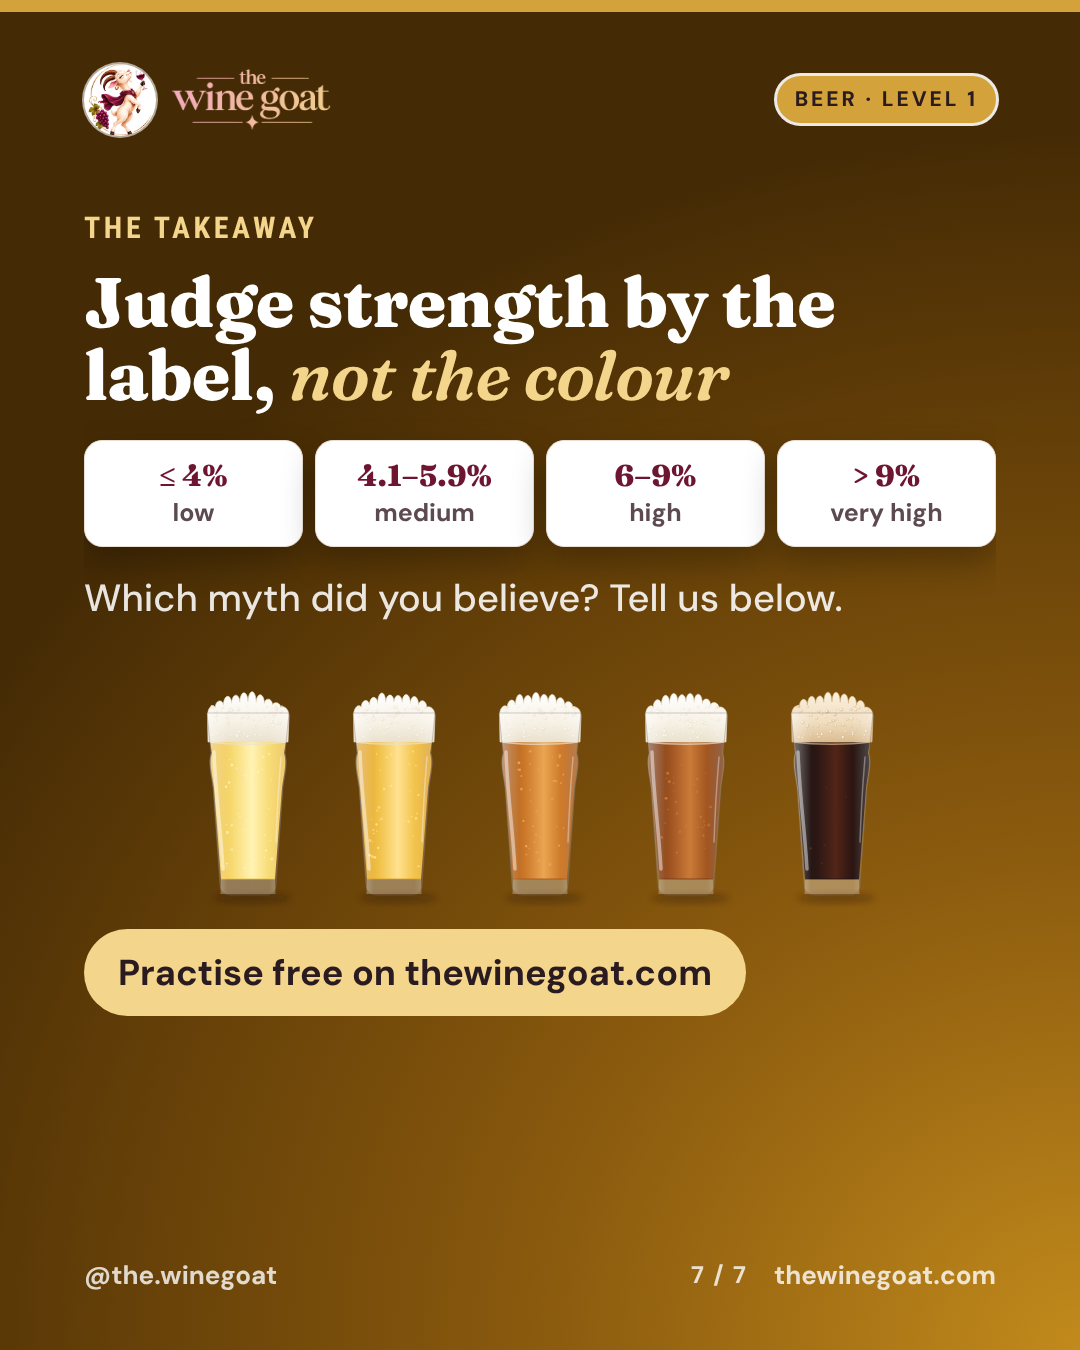 the
wine goat
BEER · LEVEL 1
THE TAKEAWAY
Judge strength by the
label, not the colour
≤ 4%
low
4.1–5.9%
medium
6–9%
high
> 9%
very high
Which myth did you believe? Tell us below.
Practise free on thewinegoat.com
@the.winegoat
7 / 7
thewinegoat.com